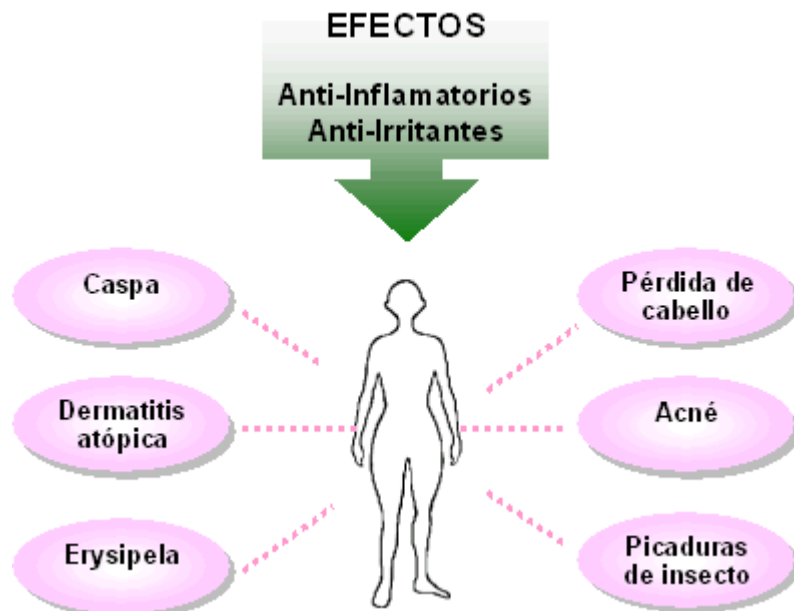 EFECTOS
Anti-Inflamatorios
Anti-Irritantes
Caspa
Pérdida de
cabello
Dermatitis
atópica
Acné
Erysipela
Picaduras
de insecto